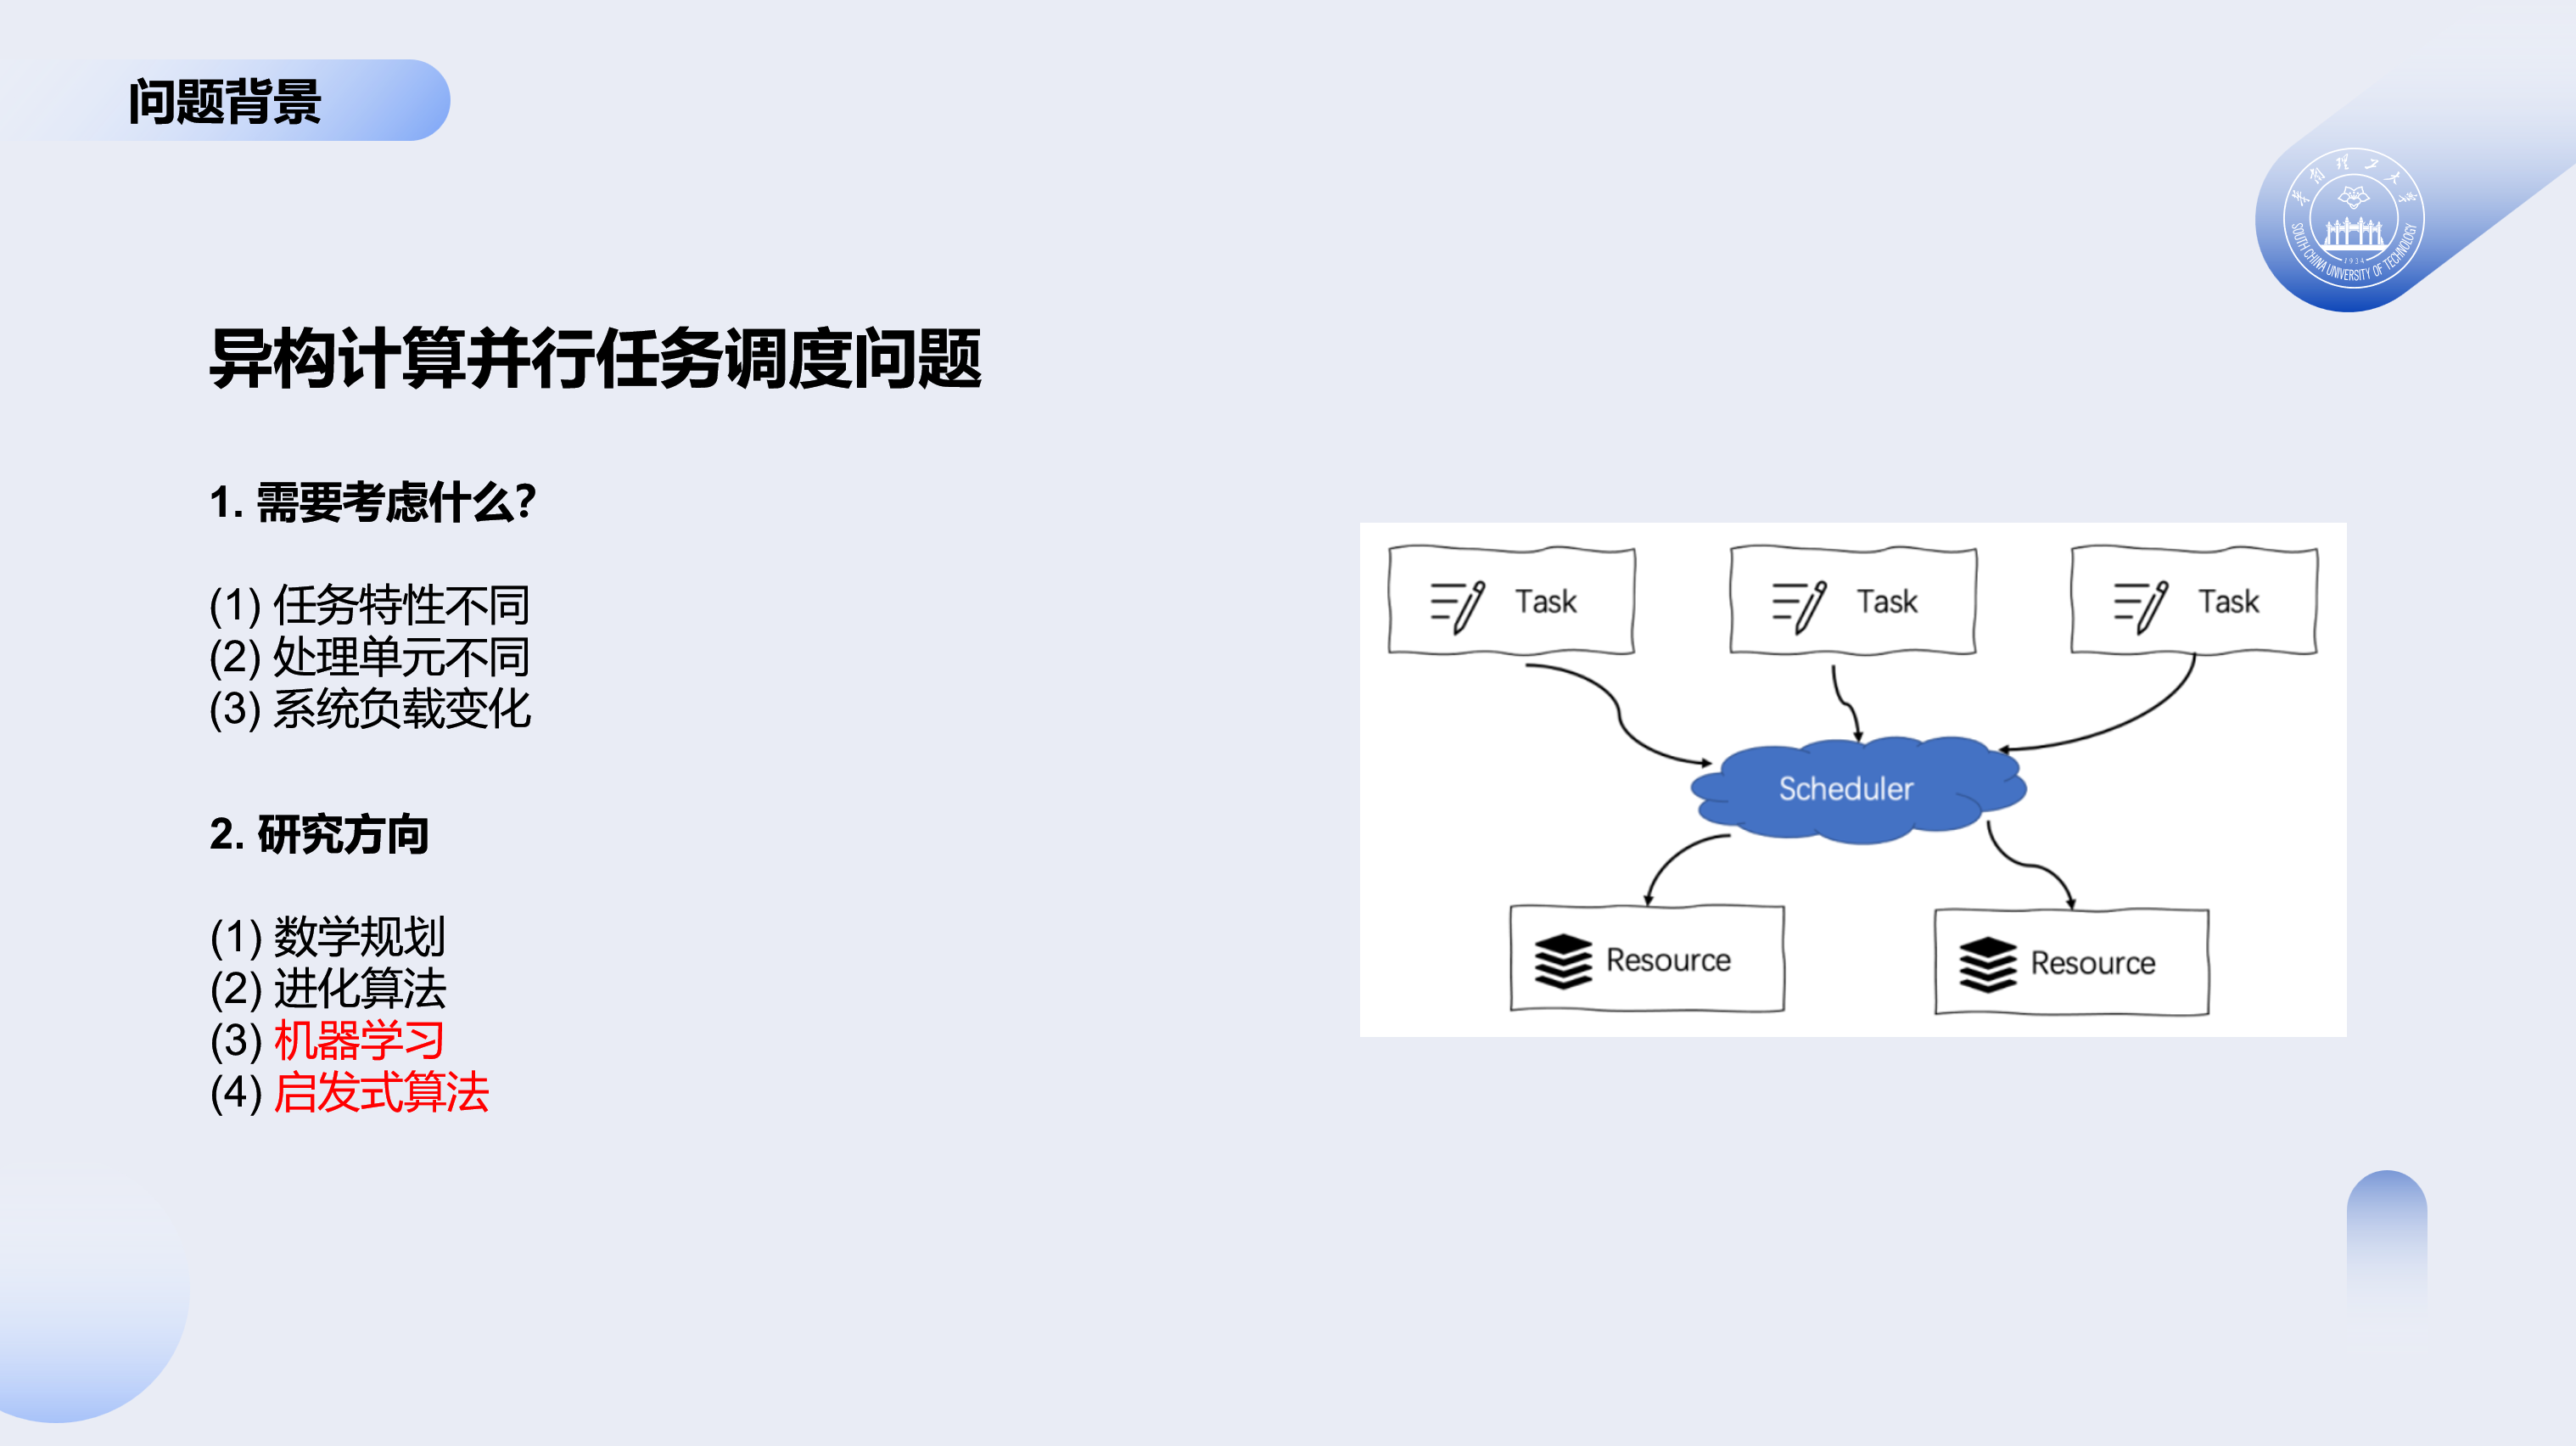 问题背景
华南理工大学
SOUTH CHINA UNIVERSITY OF TECHNOLOGY
1934
异构计算并行任务调度问题
1. 需要考虑什么？
(1) 任务特性不同
(2) 处理单元不同
(3) 系统负载变化
2. 研究方向
(1) 数学规划
(2) 进化算法
(3) 机器学习
(4) 启发式算法
Task
Task
Task
Scheduler
Resource
Resource